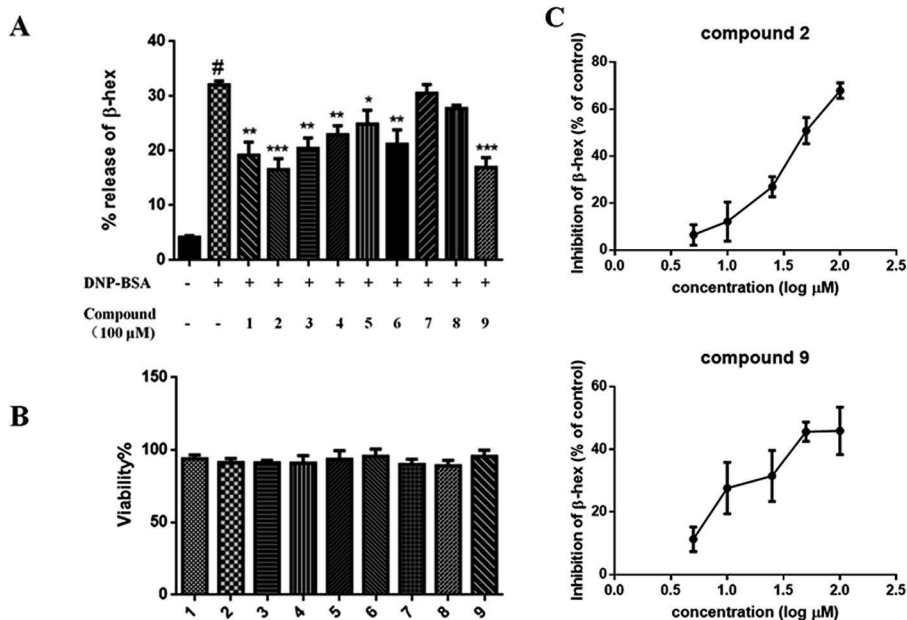 A
% release of β-hex
40
30
20
10
0
#
**
***
**
**
*
**
***
DNP-BSA - + + + + + + + + + +
Compound
(100 μM) - - 1 2 3 4 5 6 7 8 9
B
Viability%
150
100
50
0
1 2 3 4 5 6 7 8 9
C
compound 2
Inhibition of β-hex (% of control)
80
60
40
20
0
0.0 0.5 1.0 1.5 2.0 2.5
concentration (log μM)
compound 9
Inhibition of β-hex (% of control)
60
40
20
0
0.0 0.5 1.0 1.5 2.0 2.5
concentration (log μM)